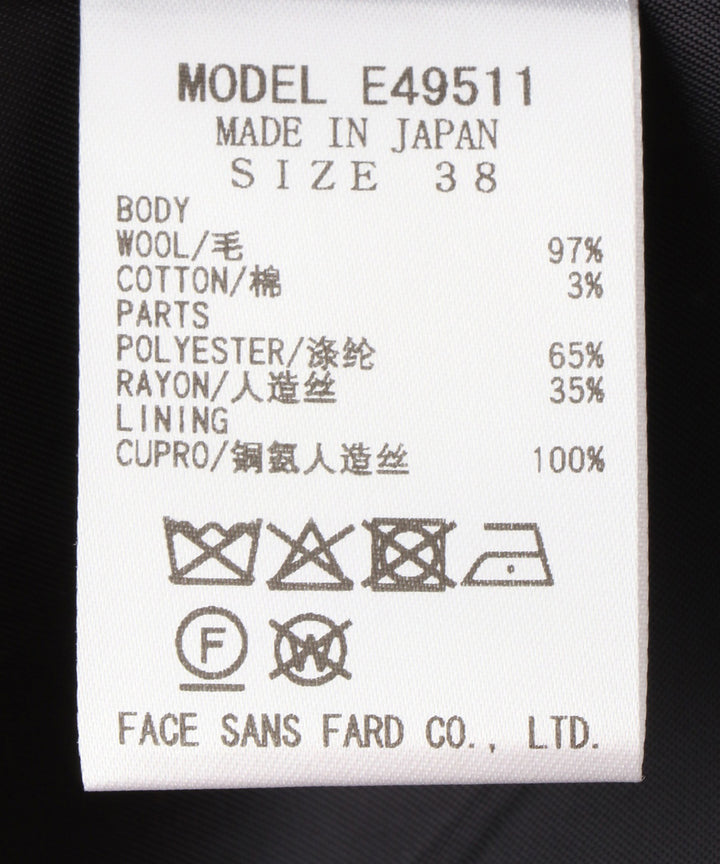 MODEL E49511
MADE IN JAPAN
SIZE 38
BODY
WOOL/毛 97%
COTTON/棉 3%
PARTS
POLYESTER/涤纶 65%
RAYON/人造丝 35%
LINING
CUPRO/铜氨人造丝 100%
F W
FACE SANS FARD CO., LTD.